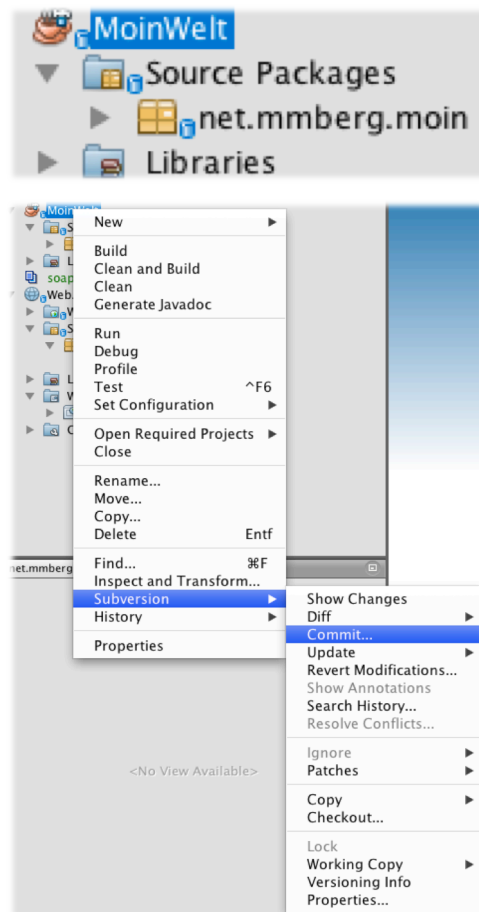 MoinWelt
Source Packages
net.mmberg.moin
Libraries
MoinWelt
New
S
Build
Clean and Build
L
soap
Clean
Web.
Generate Javadoc
W
S
Run
Debug
Profile
L
Test ^F6
W
Set Configuration
C
Open Required Projects
Close
Rename...
Move...
Copy...
Delete Entf
net.mmberg
Find... ⌘F
Inspect and Transform...
Subversion
History
Properties
Show Changes
Diff
Commit...
Update
Revert Modifications...
Show Annotations
Search History...
Resolve Conflicts...
Ignore
Patches
Copy
Checkout...
Lock
Working Copy
Versioning Info
Properties...
<No View Available>